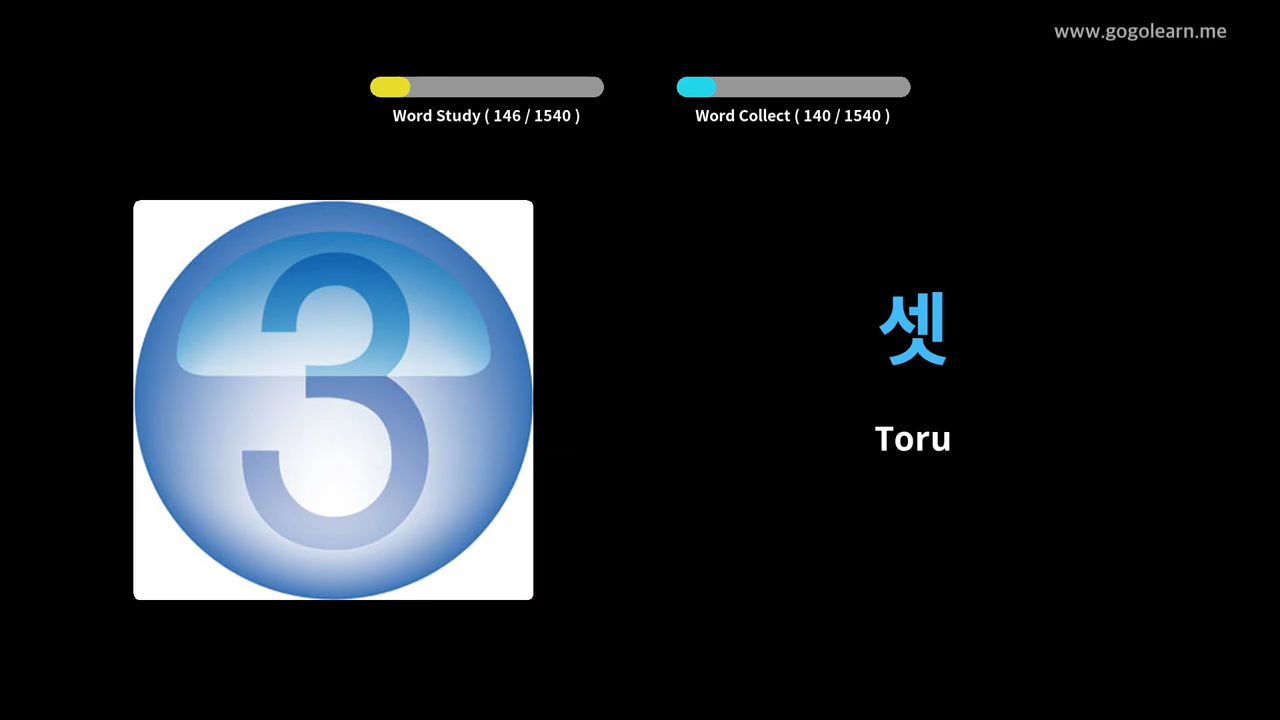 www.gogolearn.me
Word Study ( 146 / 1540 )
Word Collect ( 140 / 1540 )
3
셋
Toru